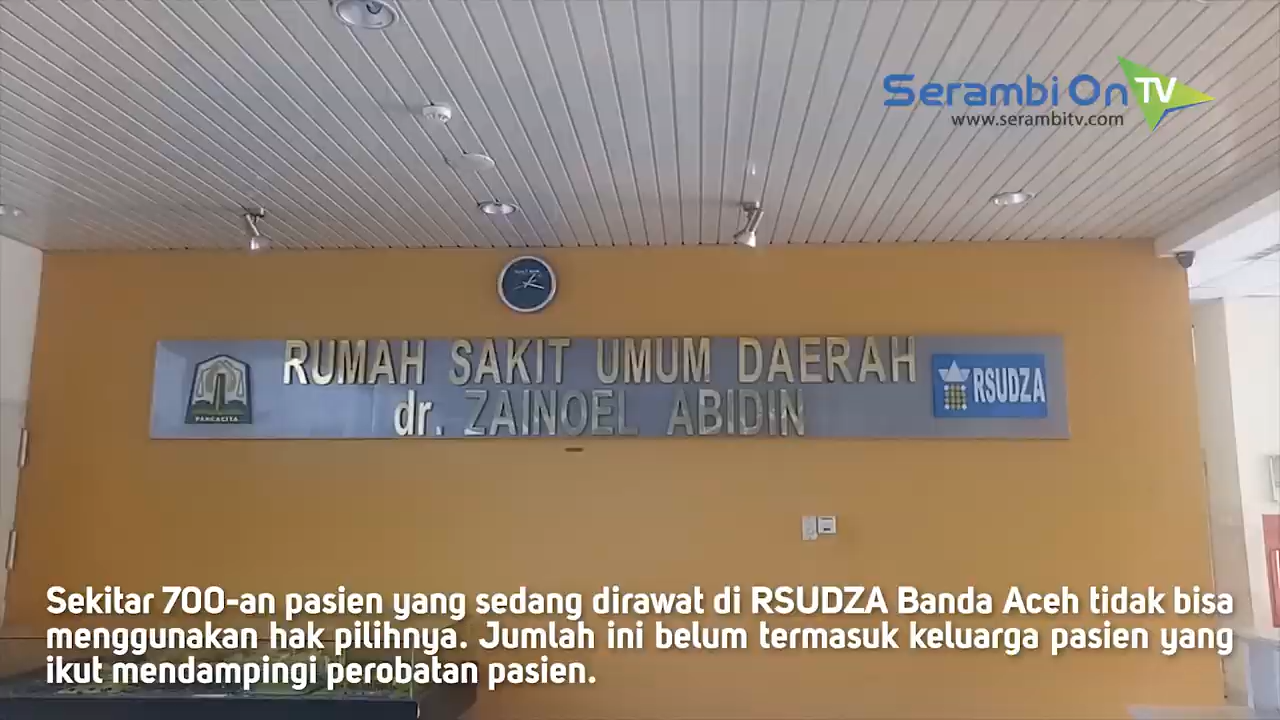 Serambi On TV
www.serambitv.com
RUMAH SAKIT UMUM DAERAH
dr. ZAINOEL ABIDIN
PANCACITA
RSUDZA
Sekitar 700-an pasien yang sedang dirawat di RSUDZA Banda Aceh tidak bisa
menggunakan hak pilihnya. Jumlah ini belum termasuk keluarga pasien yang
ikut mendampingi perobatan pasien.